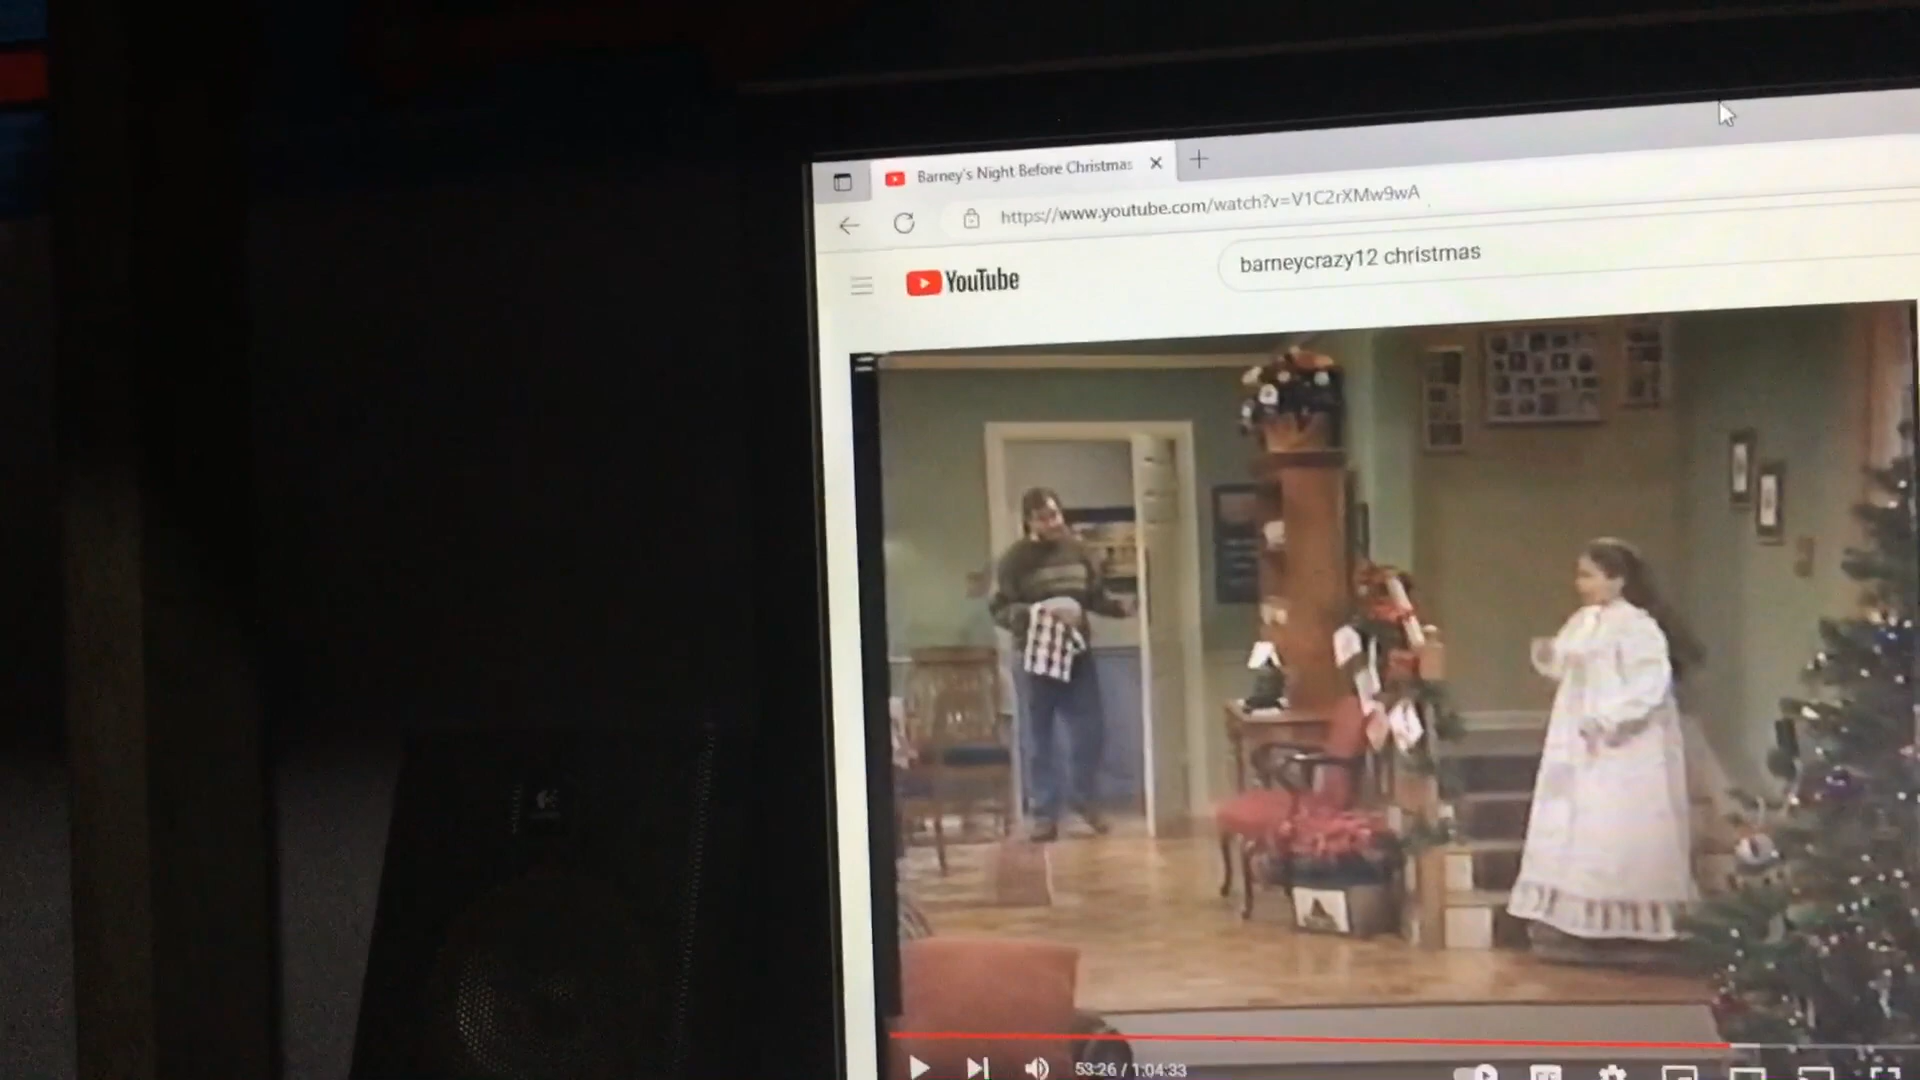 Barney's Night Before Christmas
https://www.youtube.com/watch?v=V1C2rXMw9wA
YouTube
barneycrazy12 christmas
53:26 / 1:04:33